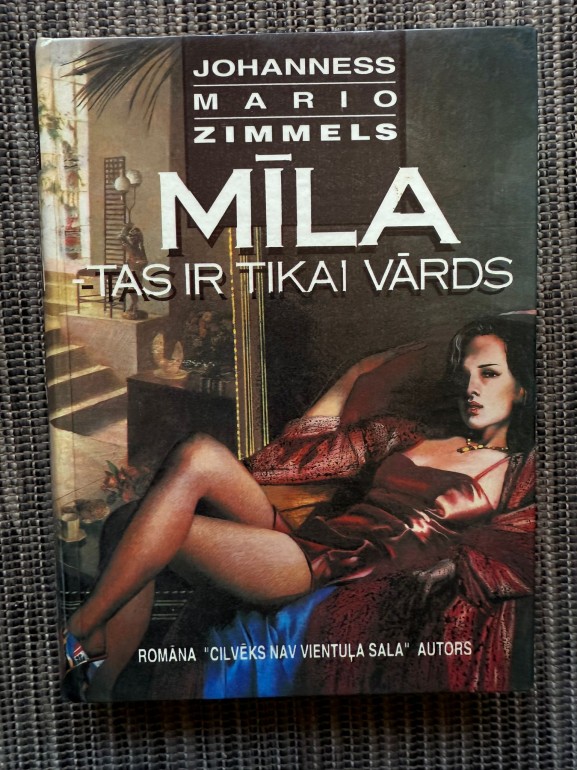 JOHANNESS
MARIO
ZIMMELS
MĪLA
-TAS IR TIKAI VĀRDS
ROMĀNA "CILVĒKS NAV VIENTUĻA SALA" AUTORS